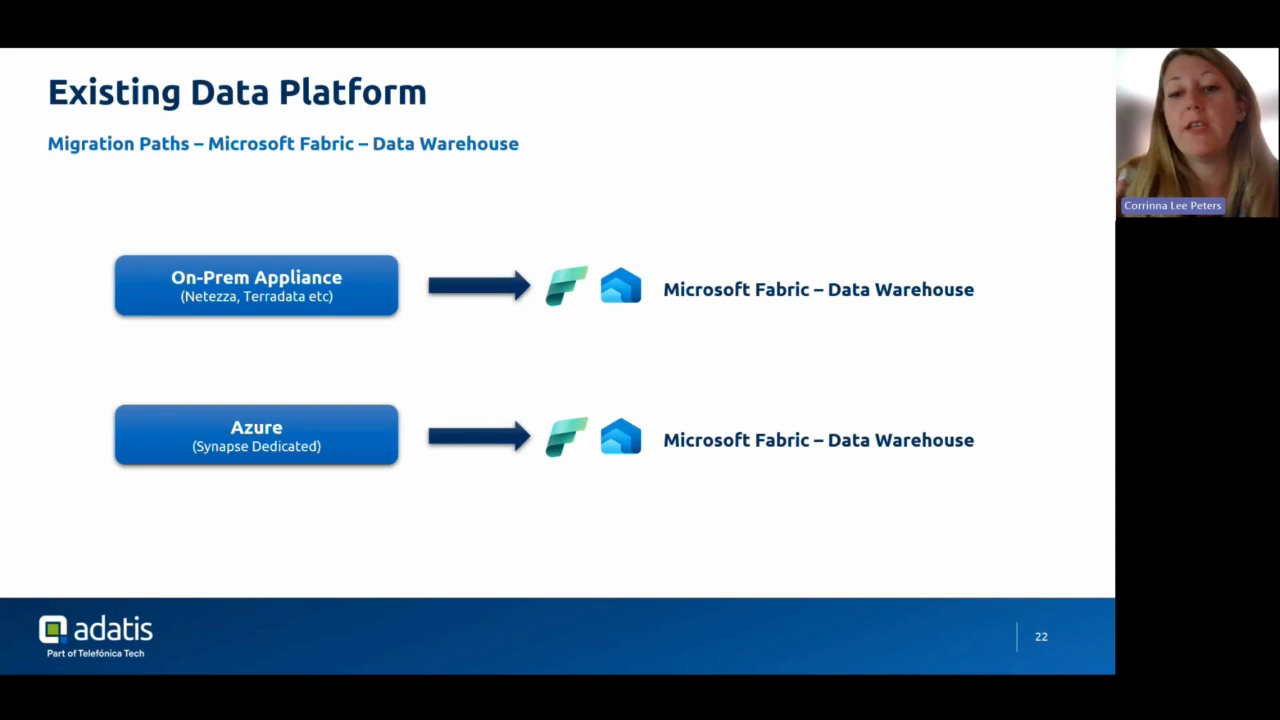 Existing Data Platform
Migration Paths – Microsoft Fabric – Data Warehouse
Corrinna Lee Peters
On-Prem Appliance
(Netezza, Terradata etc)
Microsoft Fabric – Data Warehouse
Azure
(Synapse Dedicated)
Microsoft Fabric – Data Warehouse
adatis
Part of Telefónica Tech
22